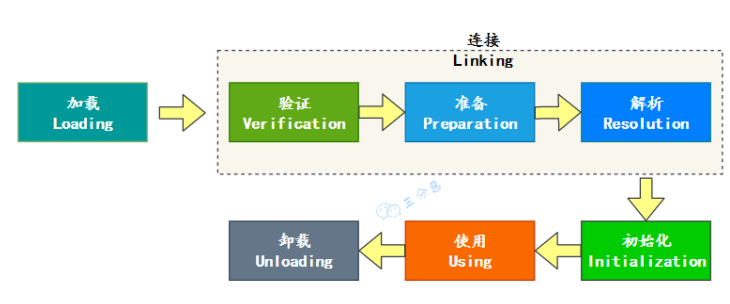 连接
Linking
加载
Loading
验证
Verification
准备
Preparation
解析
Resolution
三分恶
卸载
Unloading
使用
Using
初始化
Initialization